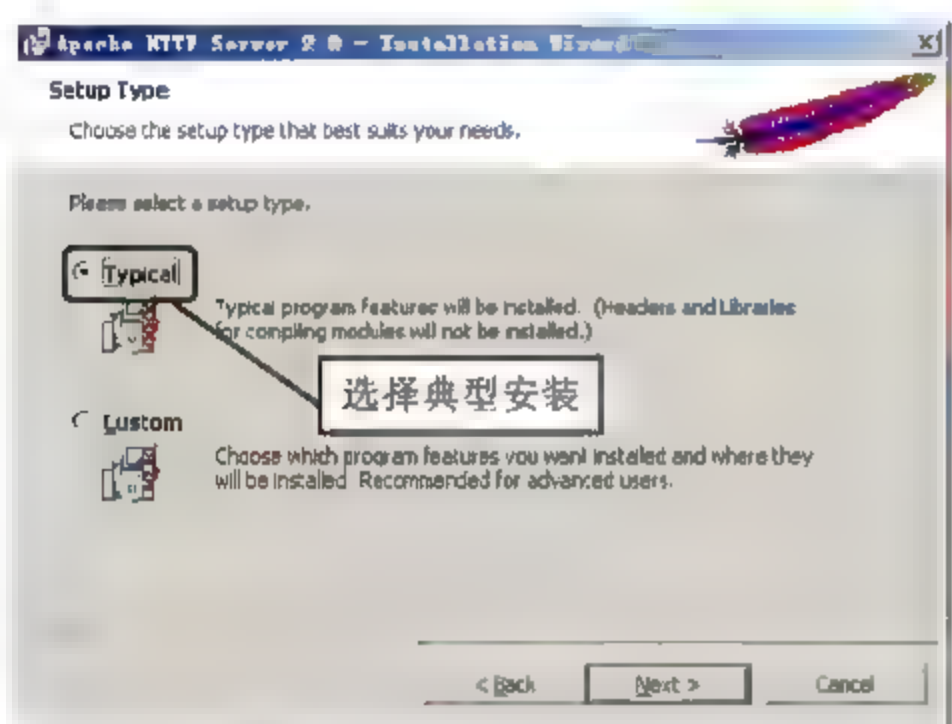 Apache HTTP Server 2.0 - Installation Wizard
Setup Type
Choose the setup type that best suits your needs.
Please select a setup type.
Typical
Typical program features will be installed. (Headers and Libraries
for compiling modules will not be installed.)
选择典型安装
Custom
Choose which program features you want installed and where they
will be installed. Recommended for advanced users.
< Back
Next >
Cancel